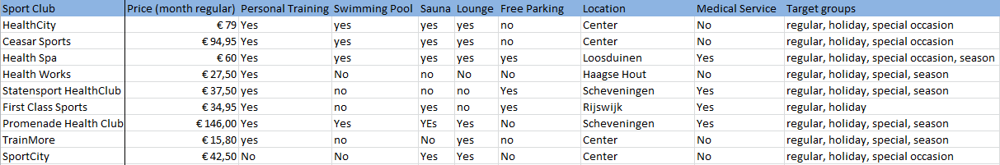 Sport Club Price (month regular) Personal Training Swimming Pool Sauna Lounge Free Parking Location Medical Service Target groups
HealthCity € 79 Yes yes yes yes no Center No regular, holiday, special occasion
Ceasar Sports € 94,95 Yes yes yes yes no Center No regular, holiday, special occasion
Health Spa € 60 Yes yes yes yes yes Loosduinen Yes regular, holiday, special occasion, season
Health Works € 27,50 Yes No no No No Haagse Hout No regular, holiday, special, season
Statensport HealthClub € 37,50 yes no no no Yes Scheveningen Yes regular, holiday, special, season
First Class Sports € 34,95 Yes no yes no yes Rijswijk Yes regular, holiday
Promenade Health Club € 146,00 Yes Yes YEs Yes No Scheveningen Yes regular, holiday, special, season
TrainMore € 15,80 yes no No yes no Center No regular, holiday, special, season
SportCity € 42,50 No No Yes Yes No Center No regular, holiday, special occasion